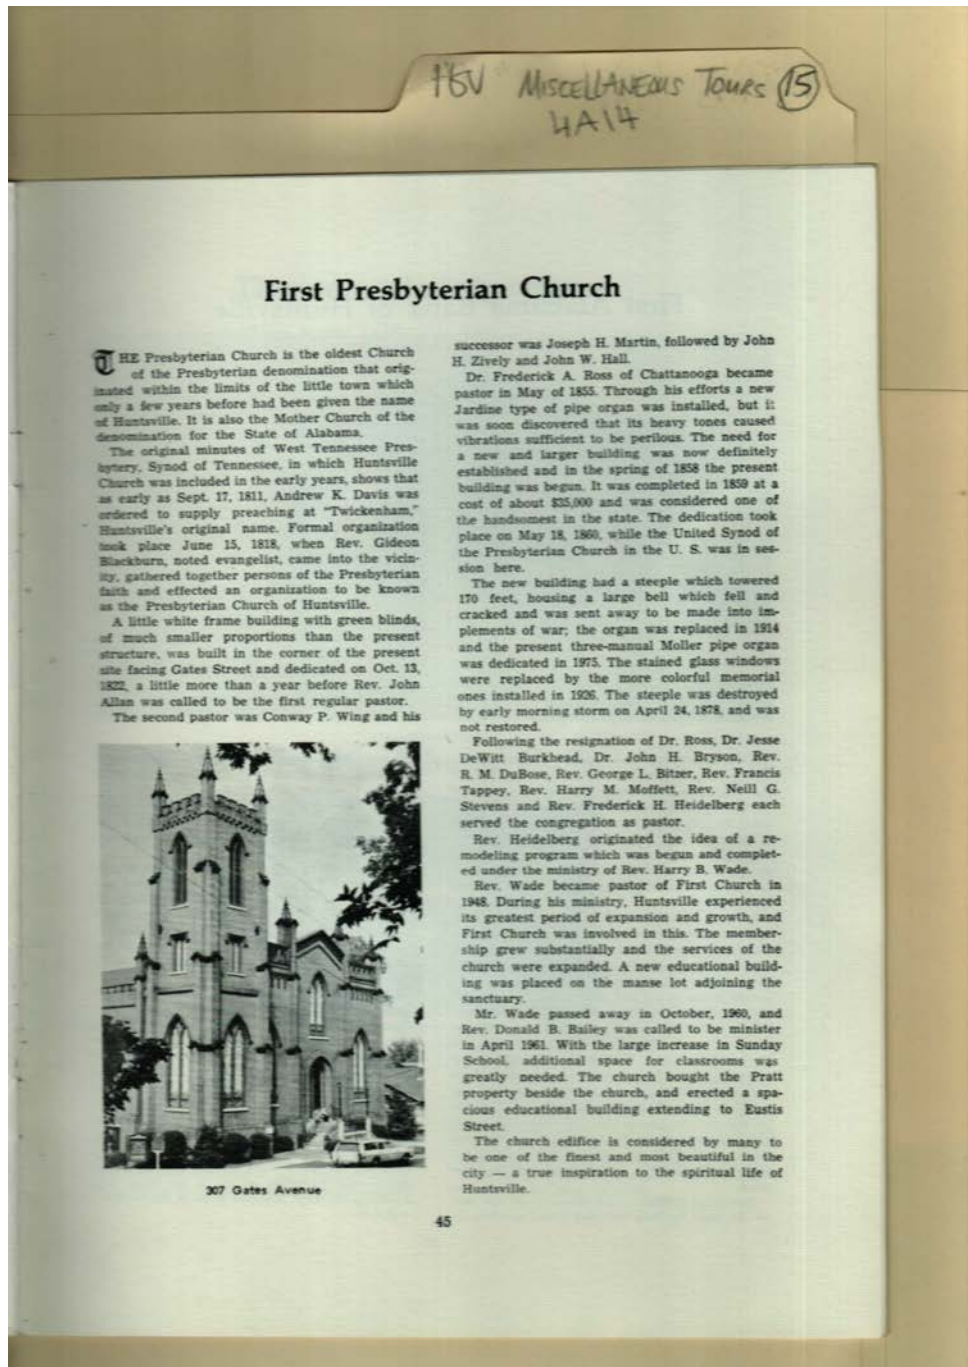 MISCELLANEOUS TOURS 15
4A14
First Presbyterian Church
THE Presbyterian Church is the oldest Church
of the Presbyterian denomination that orig-
inated within the limits of the little town which
only a few years before had been given the name
of Huntsville. It is also the Mother Church of the
denomination for the State of Alabama.
The original minutes of West Tennessee Pres-
bytery, Synod of Tennessee, in which Huntsville
Church was included in the early years, shows that
as early as Sept. 17, 1811, Andrew K. Davis was
ordered to supply preaching at "Twickenham,"
Huntsville's original name. Formal organization
took place June 15, 1818, when Rev. Gideon
Blackburn, noted evangelist, came into the vicin-
ity, gathered together persons of the Presbyterian
faith and effected an organization to be known
as the Presbyterian Church of Huntsville.
A little white frame building with green blinds,
of much smaller proportions than the present
structure, was built in the corner of the present
site facing Gates Street and dedicated on Oct. 13,
1822, a little more than a year before Rev. John
Allan was called to be the first regular pastor.
The second pastor was Conway P. Wing and his
307 Gates Avenue
successor was Joseph H. Martin, followed by John
H. Zively and John W. Hall.
Dr. Frederick A. Ross of Chattanooga became
pastor in May of 1855. Through his efforts a new
Jardine type of pipe organ was installed, but it
was soon discovered that its heavy tones caused
vibrations sufficient to be perilous. The need for
a new and larger building was now definitely
established and in the spring of 1858 the present
building was begun. It was completed in 1859 at a
cost of about $35,000 and was considered one of
the handsomest in the state. The dedication took
place on May 18, 1860, while the United Synod of
the Presbyterian Church in the U. S. was in ses-
sion here.
The new building had a steeple which towered
170 feet, housing a large bell which fell and
cracked and was sent away to be made into im-
plements of war; the organ was replaced in 1914
and the present three-manual Moller pipe organ
was dedicated in 1975. The stained glass windows
were replaced by the more colorful memorial
ones installed in 1926. The steeple was destroyed
by early morning storm on April 24, 1878, and was
not restored.
Following the resignation of Dr. Ross, Dr. Jesse
DeWitt Burkhead, Dr. John H. Bryson, Rev.
R. M. DuBose, Rev. George L. Bitzer, Rev. Francis
Tappey, Rev. Harry M. Moffett, Rev. Neill G.
Stevens and Rev. Frederick H. Heidelberg each
served the congregation as pastor.
Rev. Heidelberg originated the idea of a re-
modeling program which was begun and complet-
ed under the ministry of Rev. Harry B. Wade.
Rev. Wade became pastor of First Church in
1948. During his ministry, Huntsville experienced
its greatest period of expansion and growth, and
First Church was involved in this. The member-
ship grew substantially and the services of the
church were expanded. A new educational build-
ing was placed on the manse lot adjoining the
sanctuary.
Mr. Wade passed away in October, 1960, and
Rev. Donald B. Bailey was called to be minister
in April 1961. With the large increase in Sunday
School, additional space for classrooms was
greatly needed. The church bought the Pratt
property beside the church, and erected a spa-
cious educational building extending to Eustis
Street.
The church edifice is considered by many to
be one of the finest and most beautiful in the
city — a true inspiration to the spiritual life of
Huntsville.
45